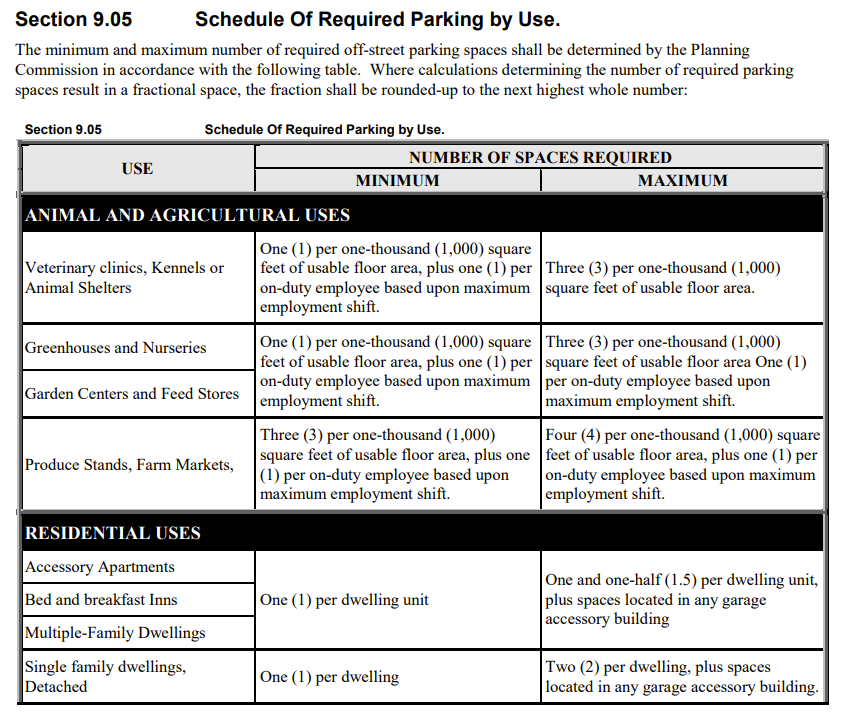 Section 9.05 Schedule Of Required Parking by Use.
The minimum and maximum number of required off-street parking spaces shall be determined by the Planning
Commission in accordance with the following table. Where calculations determining the number of required parking
spaces result in a fractional space, the fraction shall be rounded-up to the next highest whole number:
Section 9.05 Schedule Of Required Parking by Use.
USE
NUMBER OF SPACES REQUIRED
MINIMUM
MAXIMUM
ANIMAL AND AGRICULTURAL USES
Veterinary clinics, Kennels or
Animal Shelters
One (1) per one-thousand (1,000) square
feet of usable floor area, plus one (1) per
on-duty employee based upon maximum
employment shift.
Three (3) per one-thousand (1,000)
square feet of usable floor area.
Greenhouses and Nurseries
Garden Centers and Feed Stores
One (1) per one-thousand (1,000) square
feet of usable floor area, plus one (1) per
on-duty employee based upon maximum
employment shift.
Three (3) per one-thousand (1,000)
square feet of usable floor area One (1)
per on-duty employee based upon
maximum employment shift.
Produce Stands, Farm Markets,
Three (3) per one-thousand (1,000)
square feet of usable floor area, plus one
(1) per on-duty employee based upon
maximum employment shift.
Four (4) per one-thousand (1,000) square
feet of usable floor area, plus one (1) per
on-duty employee based upon maximum
employment shift.
RESIDENTIAL USES
Accessory Apartments
Bed and breakfast Inns
Multiple-Family Dwellings
One (1) per dwelling unit
One and one-half (1.5) per dwelling unit,
plus spaces located in any garage
accessory building
Single family dwellings,
Detached
One (1) per dwelling
Two (2) per dwelling, plus spaces
located in any garage accessory building.